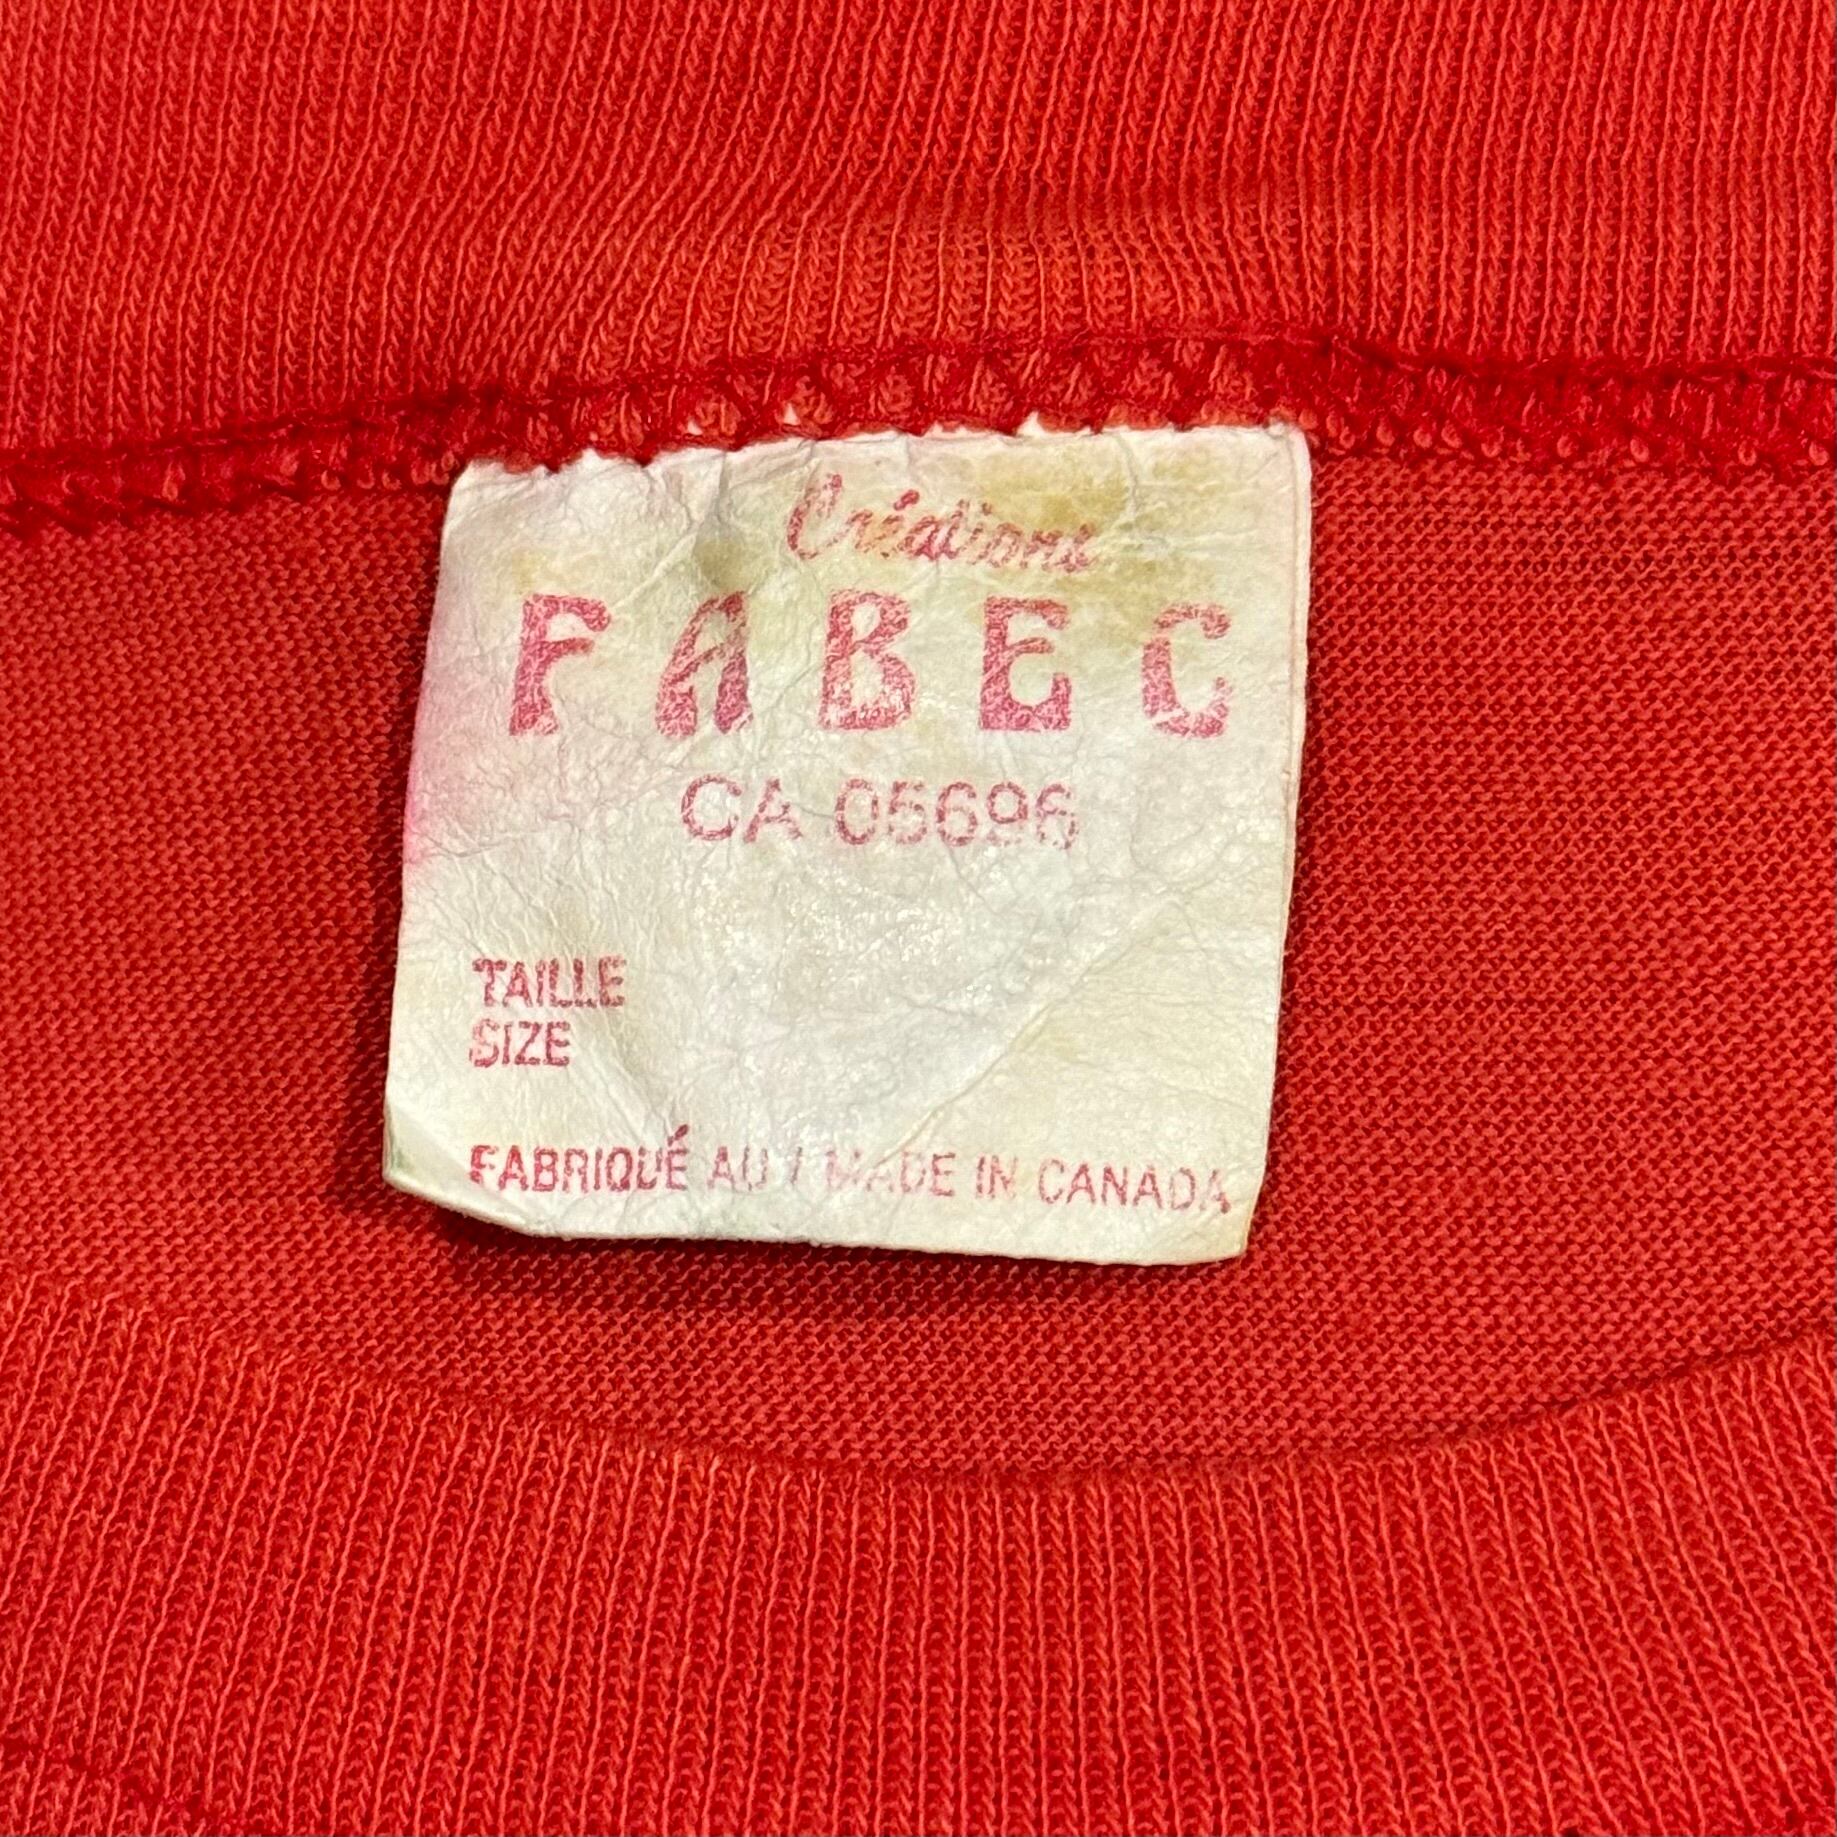 Créations
FABEC
CA 05696
TAILLE
SIZE
FABRIQUÉ AU / MADE IN CANADA